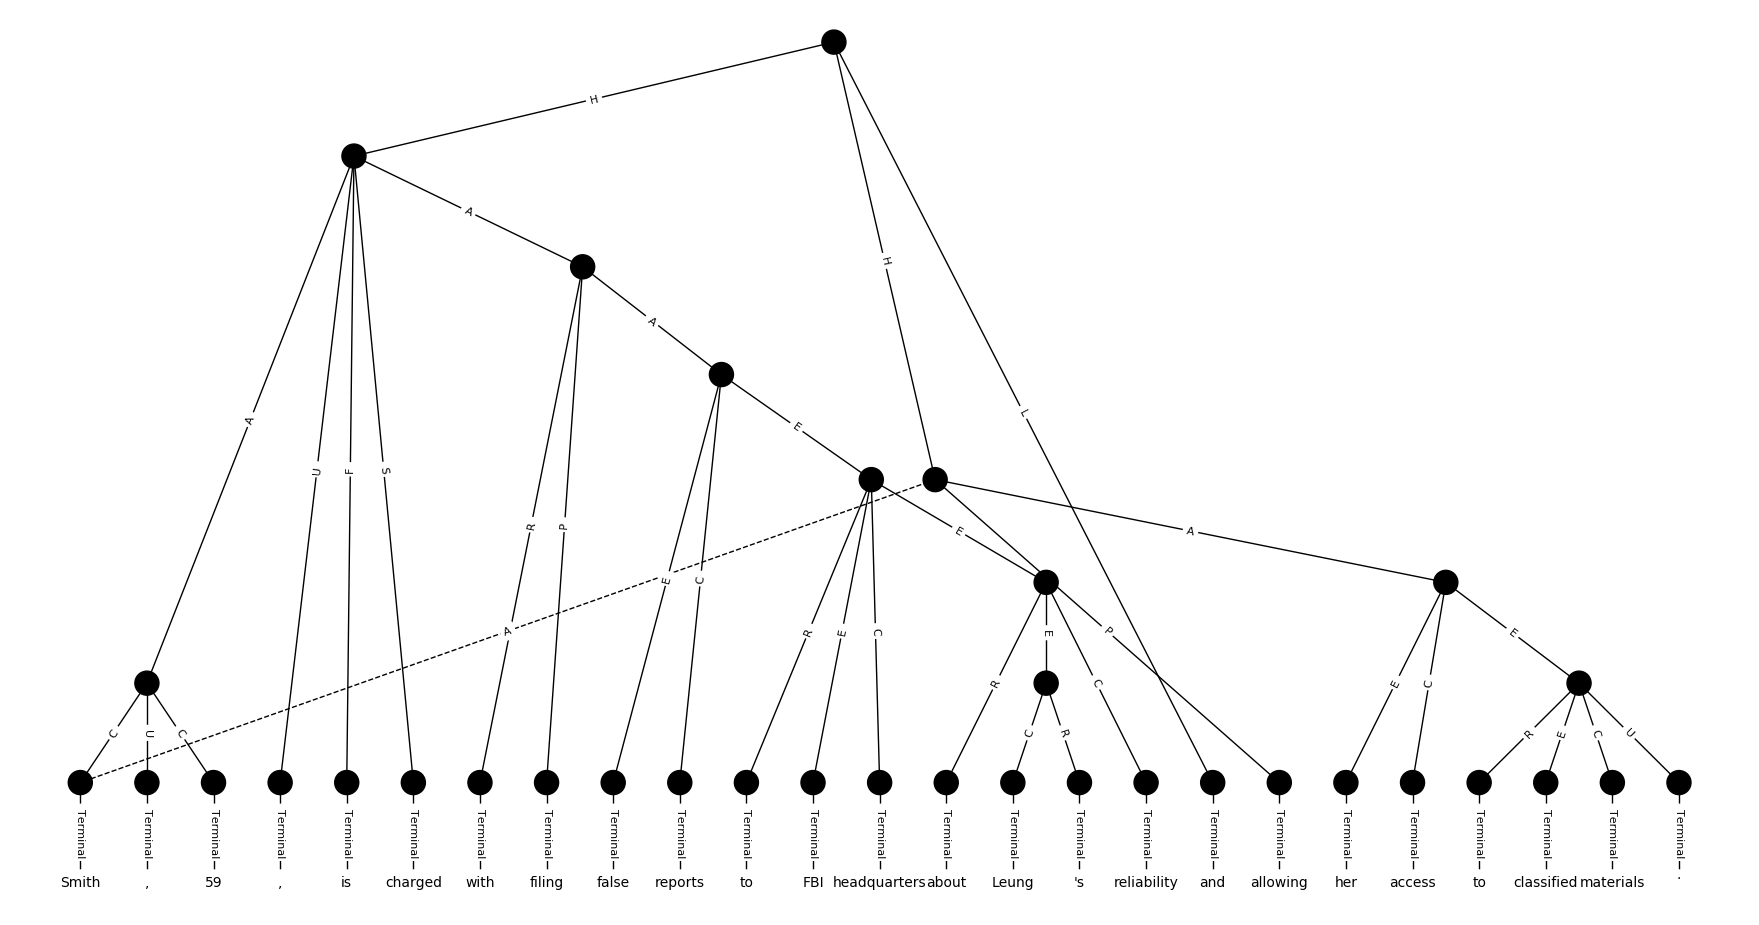 H
A
H
A
A
E
L
A
U
F
S
R
P
E
A
E
C
A
R
E
C
R
E
P
E
C
E
C
U
C
C
R
R
E
C
U
Terminal Terminal Terminal Terminal Terminal Terminal Terminal Terminal Terminal Terminal Terminal Terminal Terminal Terminal Terminal Terminal Terminal Terminal Terminal Terminal Terminal Terminal Terminal Terminal Terminal
Smith , 59 , is charged with filing false reports to FBI headquarters about Leung 's reliability and allowing her access to classified materials .